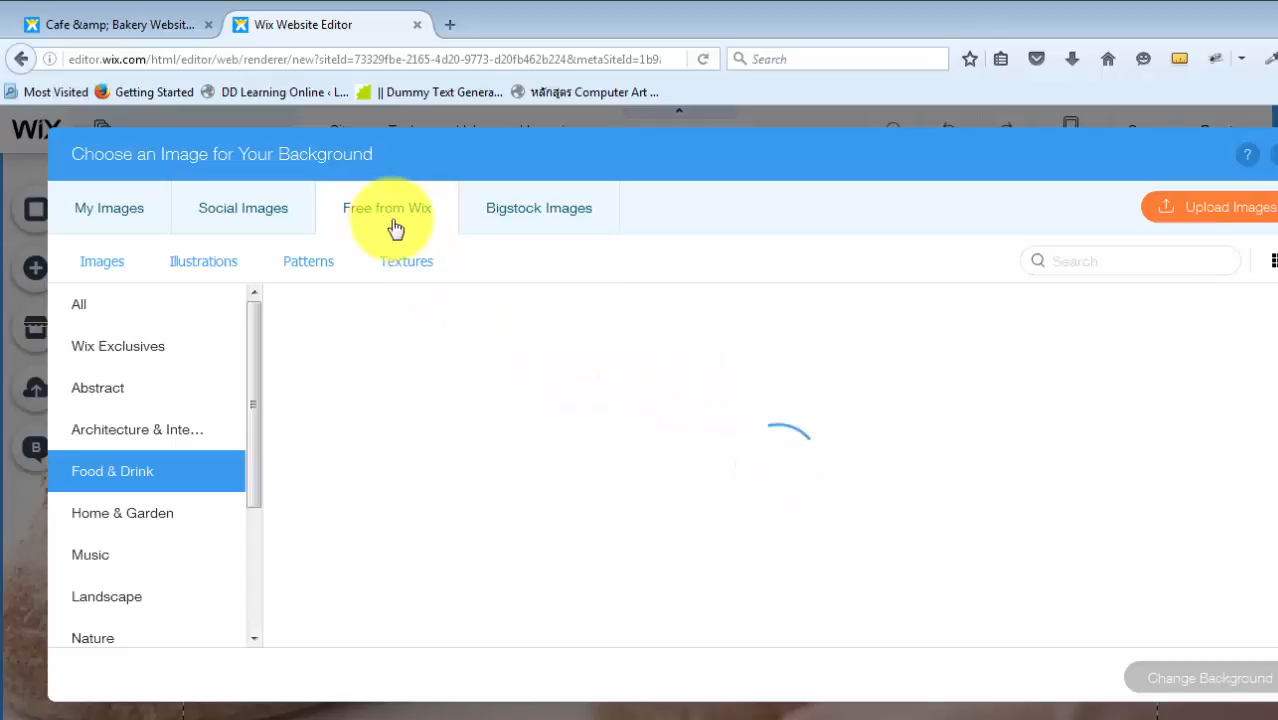 Cafe &amp; Bakery Websit...
Wix Website Editor
editor.wix.com/html/editor/web/renderer/new?siteId=73329fbe-2165-4d20-9773-d20fb462b224&metaSiteId=1b9
Search
Most Visited
Getting Started
DD Learning Online ‹ L...
|| Dummy Text Genera...
หลักสูตร Computer Art ...
WiX
Choose an Image for Your Background
?
My Images
Social Images
Free from Wix
Bigstock Images
Upload Images
Images
Illustrations
Patterns
Textures
Search
All
Wix Exclusives
Abstract
Architecture & Inte...
Food & Drink
Home & Garden
Music
Landscape
Nature
B
Change Background